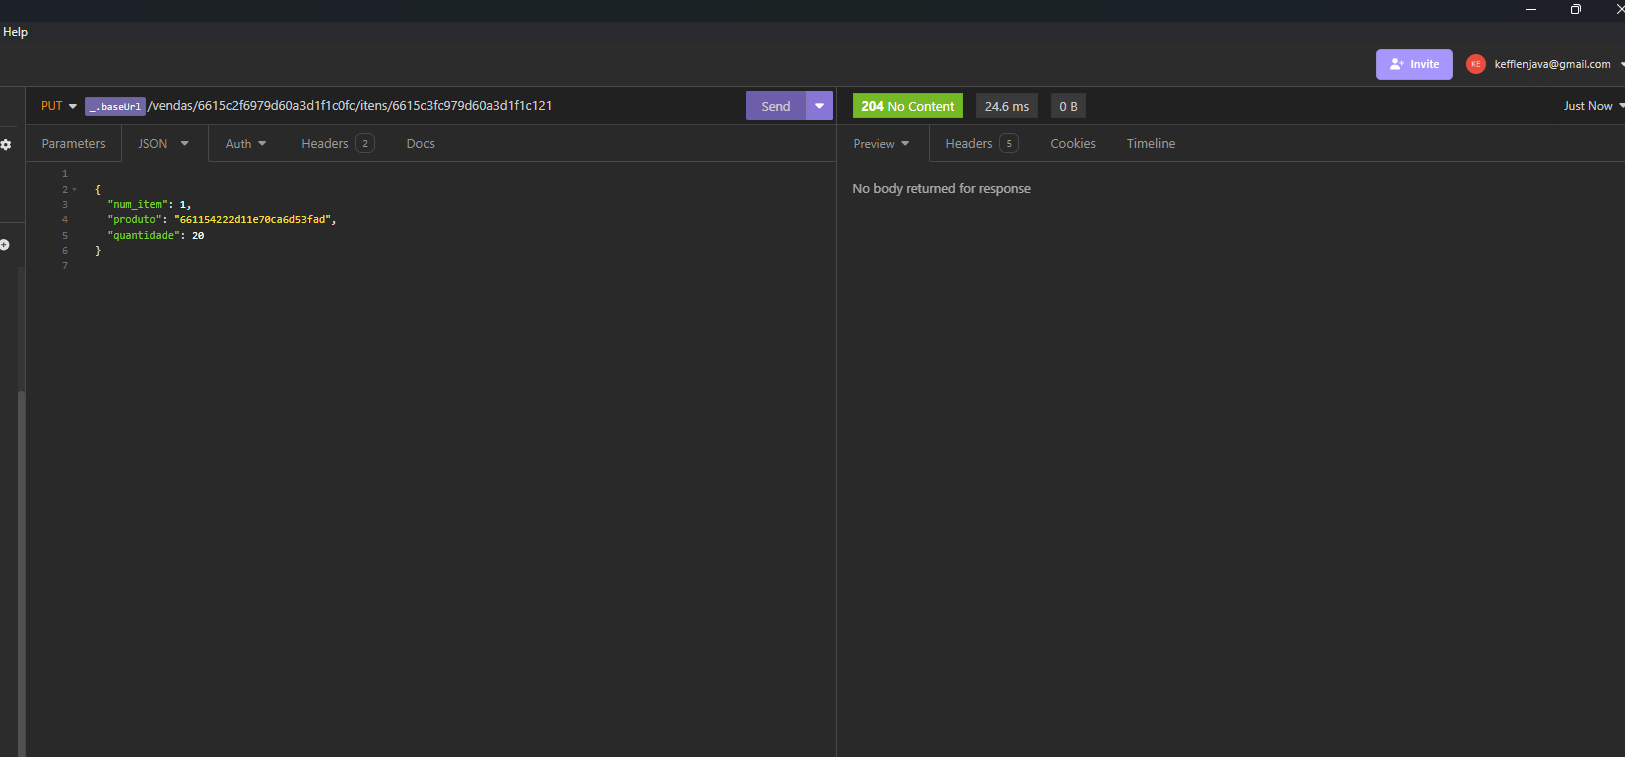 Help
Invite
KE
keffienjava@gmail.com
PUT
_.baseUrl
/vendas/6615c2f6979d60a3d1f1c0fc/itens/6615c3fc979d60a3d1f1c121
Send
204 No Content
24.6 ms
0 B
Just Now
Parameters
JSON
Auth
Headers 2
Docs
Preview
Headers 5
Cookies
Timeline
1
2 {
3 "num_item": 1,
4 "produto": "661154222d11e70ca6d53fad",
5 "quantidade": 20
6 }
7
No body returned for response